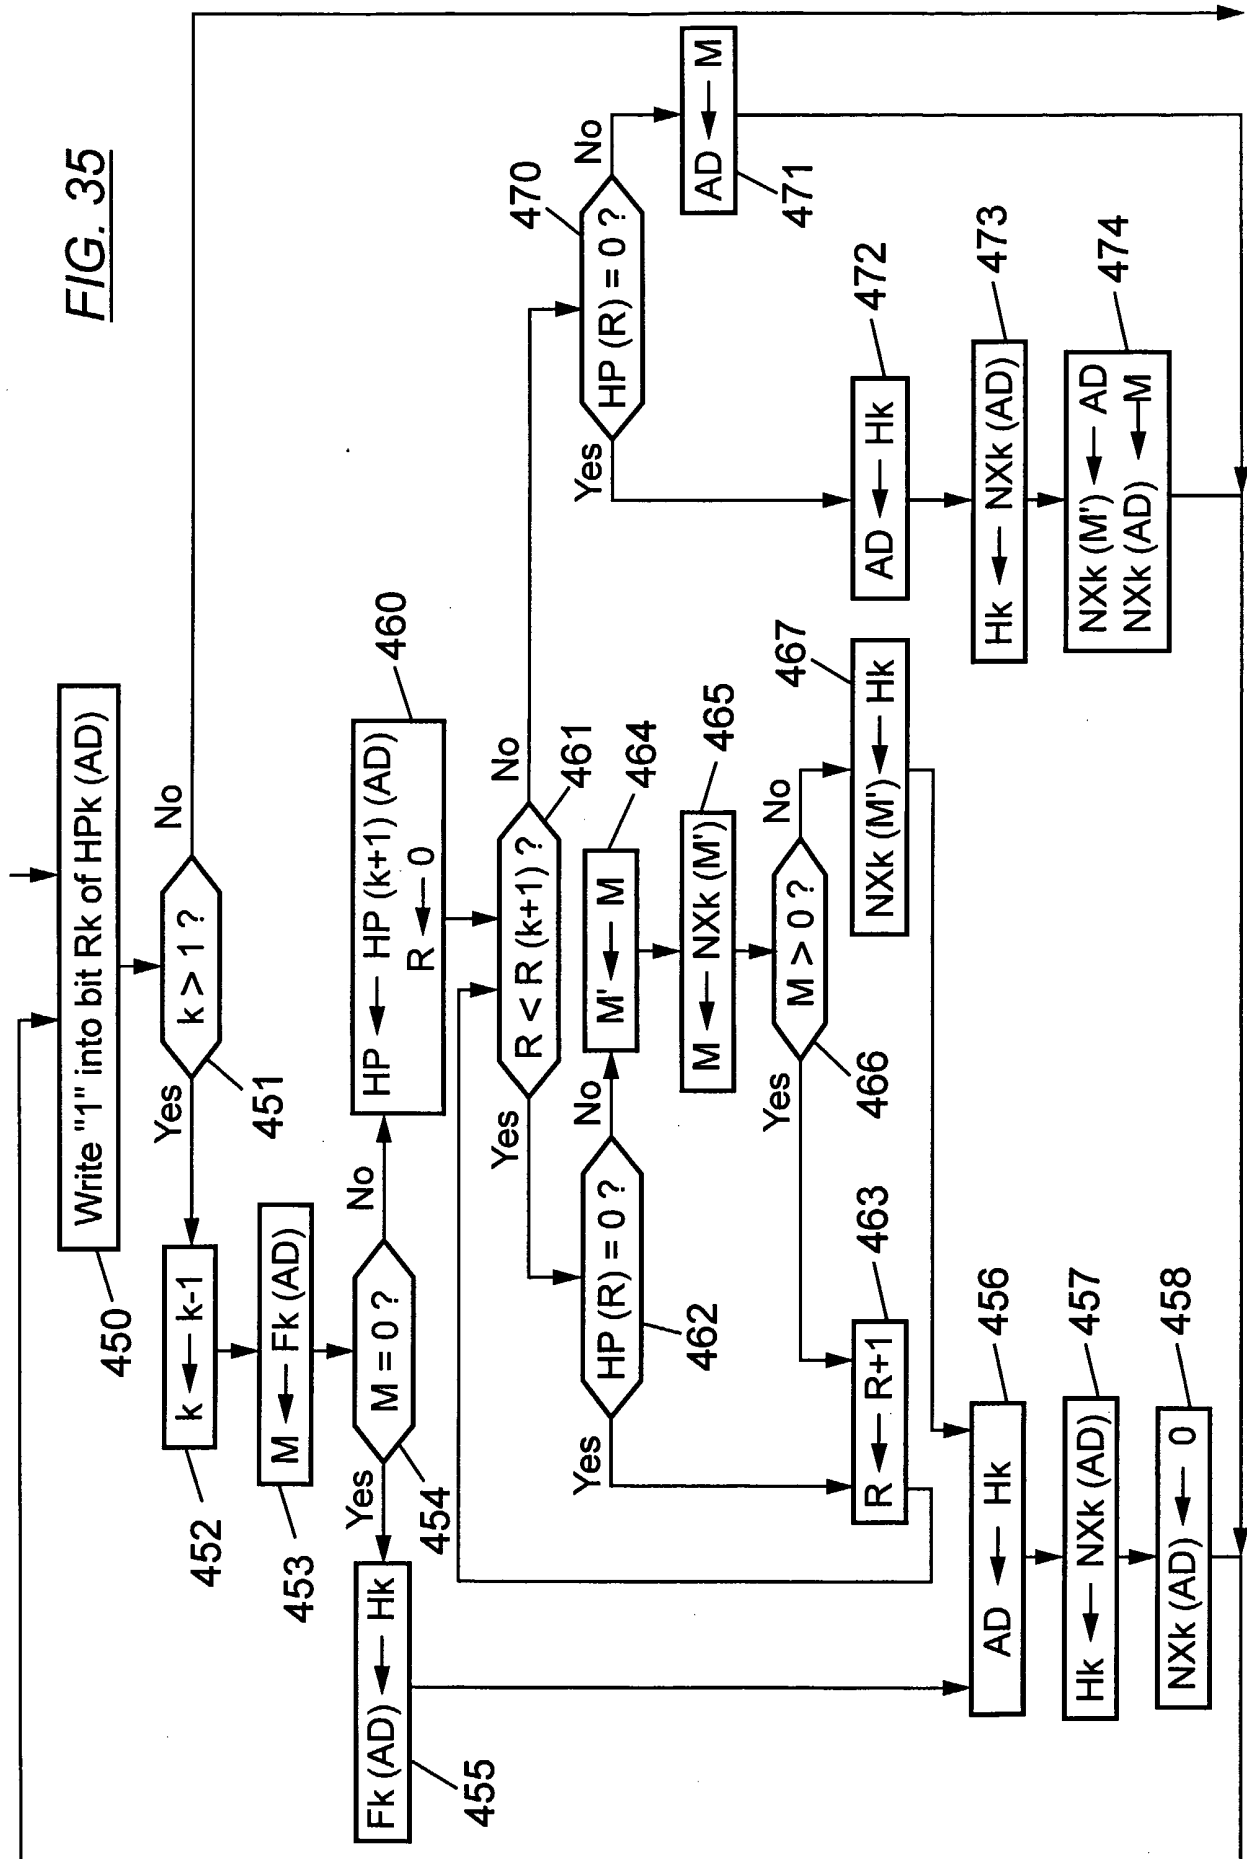 FIG. 35
Write "1" into bit Rk of HPk (AD)
450
k > 1 ?
451
Yes
No
k ← k-1
452
M ← Fk (AD)
453
M = 0 ?
454
Yes
No
Fk (AD) ← Hk
455
HP ← HP (k+1) (AD)
R ← 0
460
R < R (k+1) ?
461
Yes
No
HP (R) = 0 ?
462
Yes
No
M' ← M
464
M ← NXk (M')
465
M > 0 ?
466
Yes
No
R ← R+1
463
NXk (M') ← Hk
467
AD ← Hk
456
Hk ← NXk (AD)
457
NXk (AD) ← 0
458
HP (R) = 0 ?
470
Yes
No
AD ← M
471
AD ← Hk
472
Hk ← NXk (AD)
473
NXk (M') ← AD
NXk (AD) ← M
474